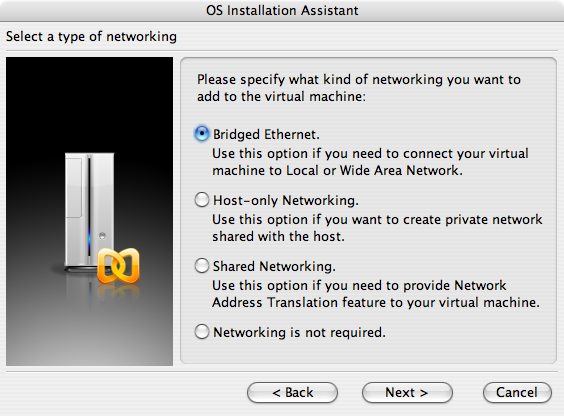 OS Installation Assistant
Select a type of networking
Please specify what kind of networking you want to
add to the virtual machine:
Bridged Ethernet.
Use this option if you need to connect your virtual
machine to Local or Wide Area Network.
Host-only Networking.
Use this option if you want to create private network
shared with the host.
Shared Networking.
Use this option if you need to provide Network
Address Translation feature to your virtual machine.
Networking is not required.
< Back
Next >
Cancel